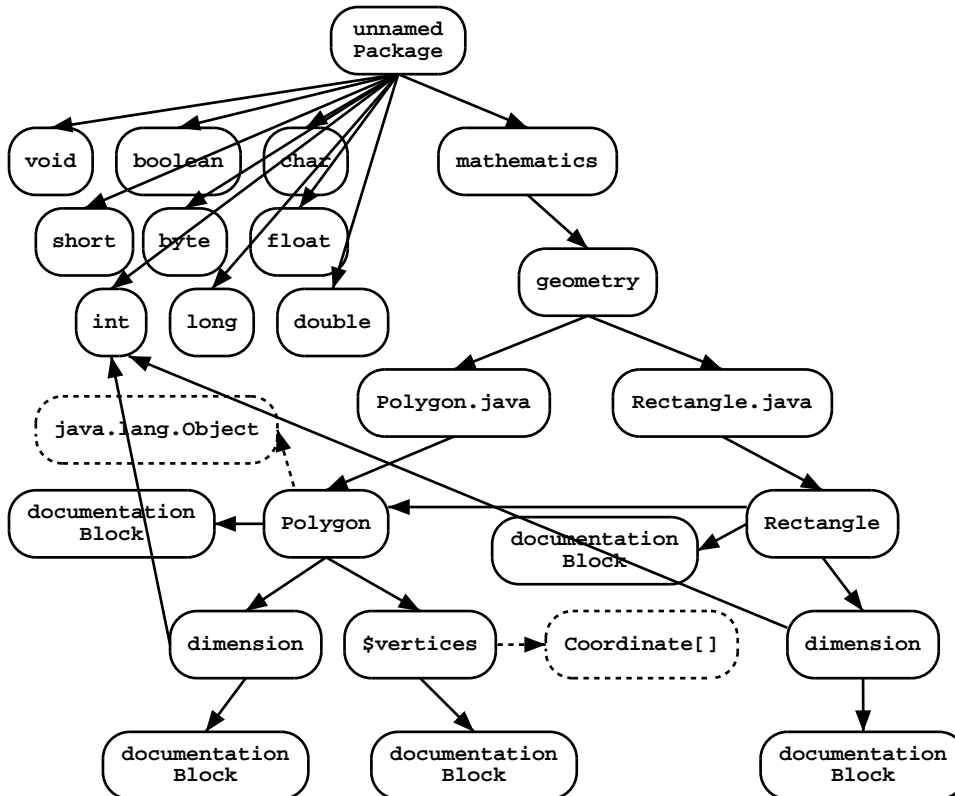 unnamed
Package
void
boolean
char
mathematics
short
byte
float
geometry
int
long
double
Polygon.java
Rectangle.java
java.lang.Object
documentation
Block
Polygon
documentation
Block
Rectangle
dimension
$vertices
Coordinate[]
dimension
documentation
Block
documentation
Block
documentation
Block